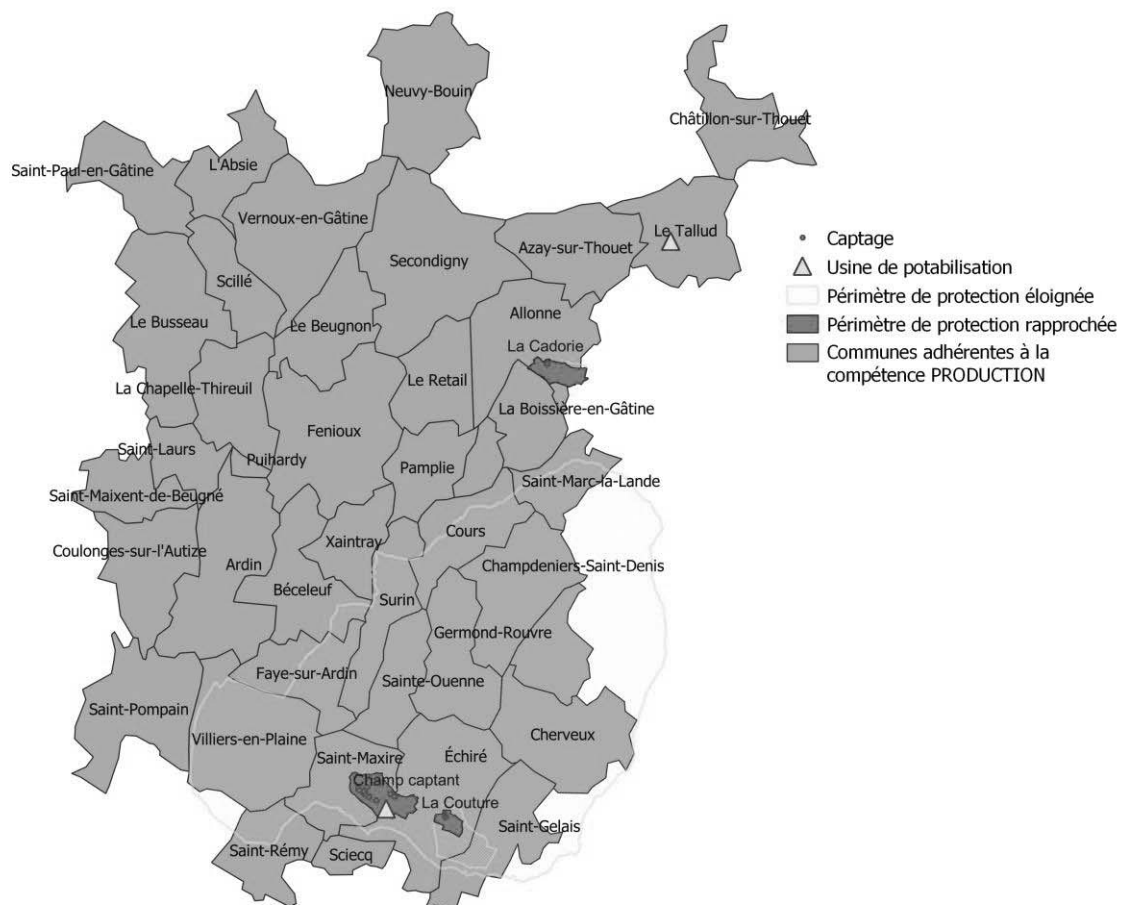 Neuvy-Bouin
Châtillon-sur-Thouet
L'Absie
Saint-Paul-en-Gâtine
Vernoux-en-Gâtine
Le Tallud
Azay-sur-Thouet
Secondigny
Scillé
Captage
Usine de potabilisation
Périmètre de protection éloignée
Périmètre de protection rapprochée
Communes adhérentes à la
compétence PRODUCTION
Allonne
Le Busseau
Le Beugnon
La Cadorie
La Chapelle-Thireuil
Le Retail
La Boissière-en-Gâtine
Fenioux
Saint-Laurs
Puihardy
Pamplie
Saint-Marc-la-Lande
Saint-Maixent-de-Beugné
Cours
Xaintray
Coulonges-sur-l'Autize
Ardin
Champdeniers-Saint-Denis
Béceleuf
Surin
Germond-Rouvre
Faye-sur-Ardin
Sainte-Ouenne
Saint-Pompain
Cherveux
Villiers-en-Plaine
Saint-Maxire
Échiré
Champ captant
La Couture
Saint-Gelais
Saint-Rémy
Sciecq